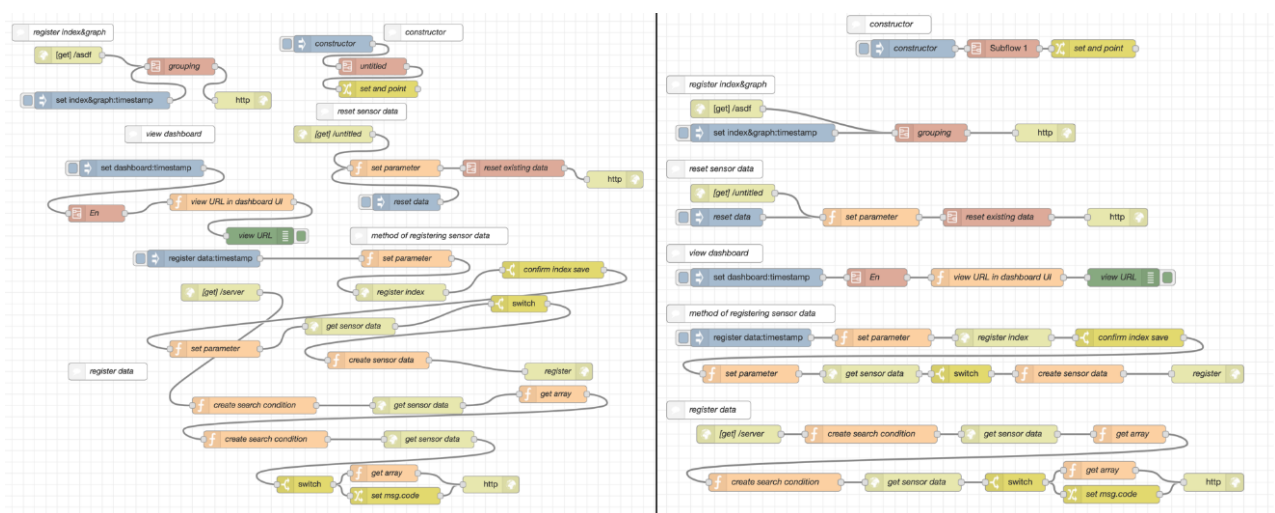 register index&graph
constructor
[get] /asdf
constructor
grouping
untitled
set index&graph:timestamp
http
set and point
reset sensor data
view dashboard
[get] /untitled
set dashboard:timestamp
set parameter
reset existing data
http
En
view URL in dashboard UI
reset data
view URL
method of registering sensor data
register data:timestamp
set parameter
confirm index save
[get] /server
register index
switch
get sensor data
set parameter
create sensor data
register data
register
create search condition
get sensor data
get array
create search condition
get sensor data
get array
switch
http
set msg.code
constructor
constructor
Subflow 1
set and point
register index&graph
[get] /asdf
set index&graph:timestamp
grouping
http
reset sensor data
[get] /untitled
reset data
set parameter
reset existing data
http
view dashboard
set dashboard:timestamp
En
view URL in dashboard UI
view URL
method of registering sensor data
register data:timestamp
set parameter
register index
confirm index save
set parameter
get sensor data
switch
create sensor data
register
register data
[get] /server
create search condition
get sensor data
get array
create search condition
get sensor data
switch
get array
http
set msg.code